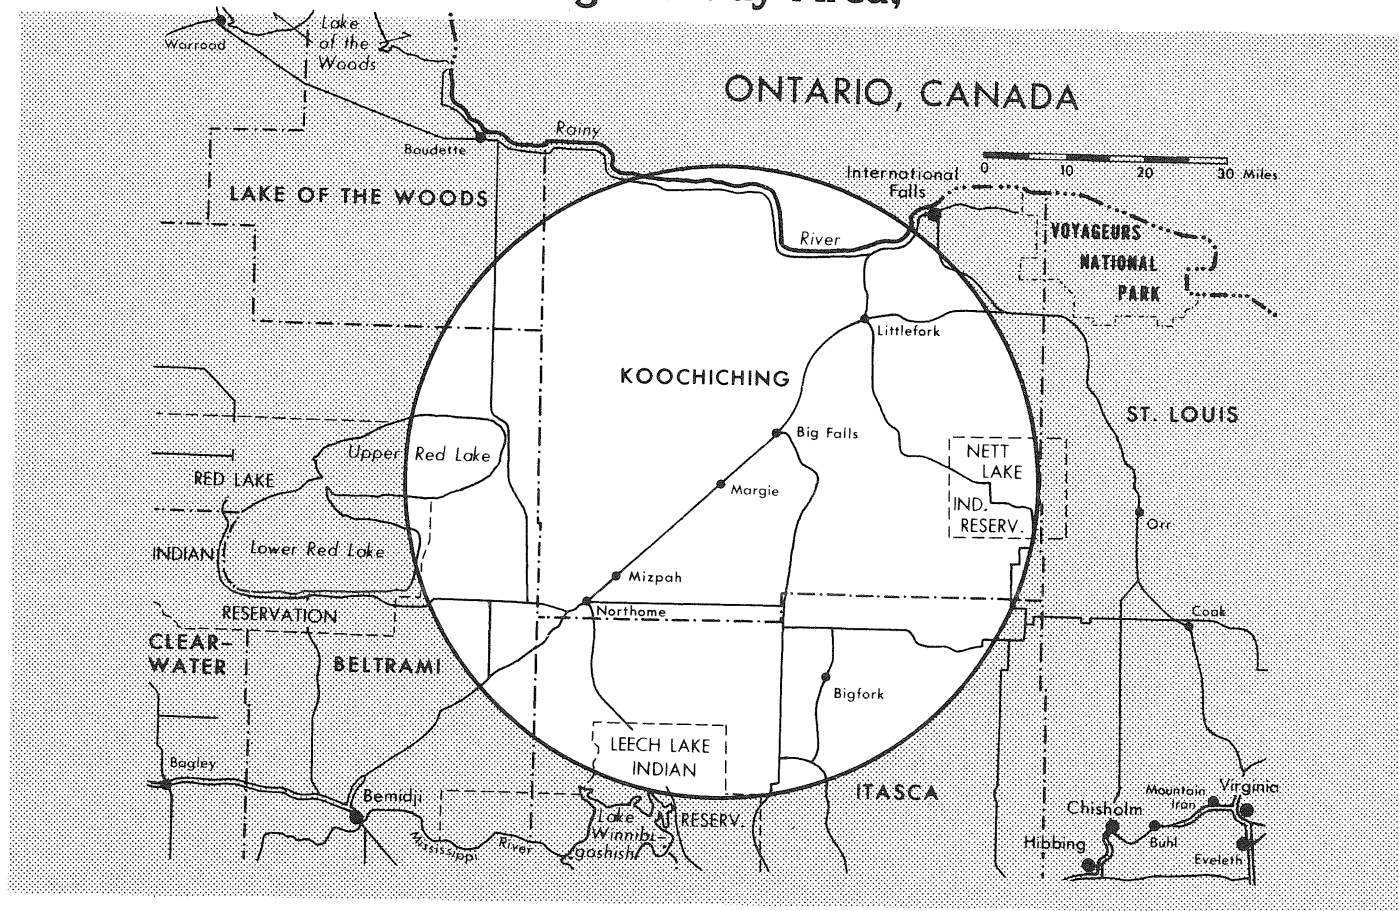 Area,
Lake
of the
Woods
Warroad
ONTARIO, CANADA
Rainy
Baudette
0 10 20 30 Miles
International
Falls
LAKE OF THE WOODS
River
VOYAGEURS
NATIONAL
PARK
Littlefork
KOOCHICHING
ST. LOUIS
Big Falls
Upper Red Lake
NETT
LAKE
RED LAKE
Margie
IND.
RESERV.
Orr
INDIAN
Lower Red Lake
Mizpah
Northome
RESERVATION
Cook
CLEAR-
WATER
BELTRAMI
Bigfork
LEECH LAKE
INDIAN
RESERV.
Bagley
ITASCA
Bemidji
Mountain
Iron
Virginia
Chisholm
Lake
Winnibi-
goshish
Mississippi River
Hibbing
Buhl
Eveleth